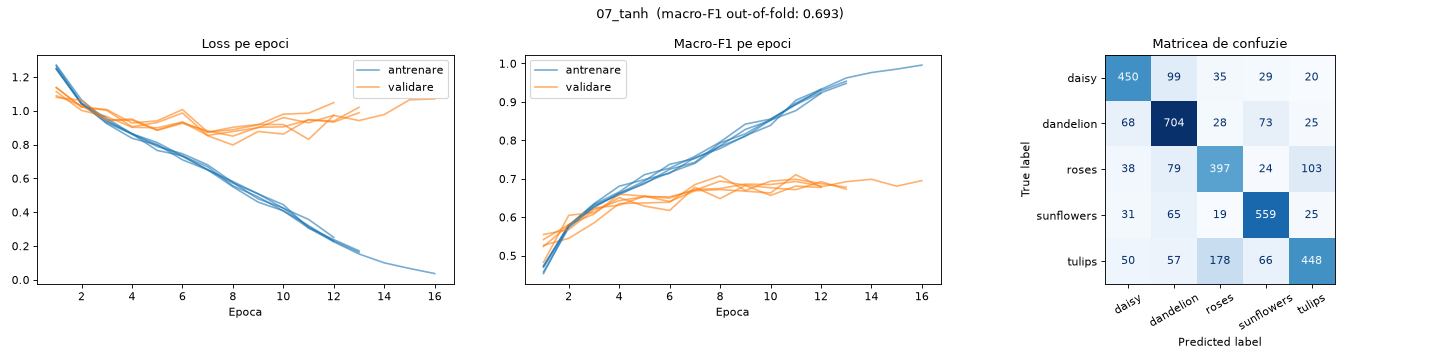 07_tanh (macro-F1 out-of-fold: 0.693)
Loss pe epoci
1.2
1.0
0.8
0.6
0.4
0.2
0.0
antrenare
validare
2 4 6 8 10 12 14 16
Epoca
Macro-F1 pe epoci
1.0
0.9
0.8
0.7
0.6
0.5
antrenare
validare
2 4 6 8 10 12 14 16
Epoca
Matricea de confuzie
True label
daisy 450 99 35 29 20
dandelion 68 704 28 73 25
roses 38 79 397 24 103
sunflowers 31 65 19 559 25
tulips 50 57 178 66 448
daisy dandelion roses sunflowers tulips
Predicted label